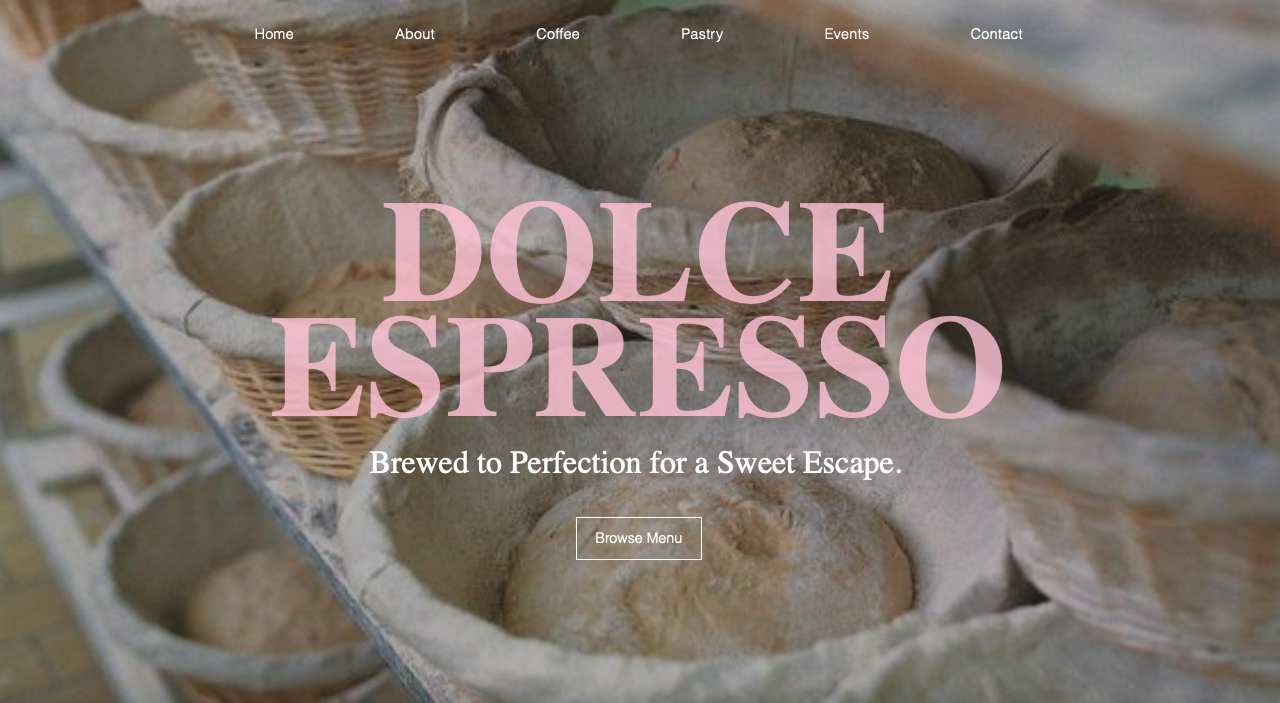 Home About Coffee Pastry Events Contact
DOLCE
ESPRESSO
Brewed to Perfection for a Sweet Escape.
Browse Menu